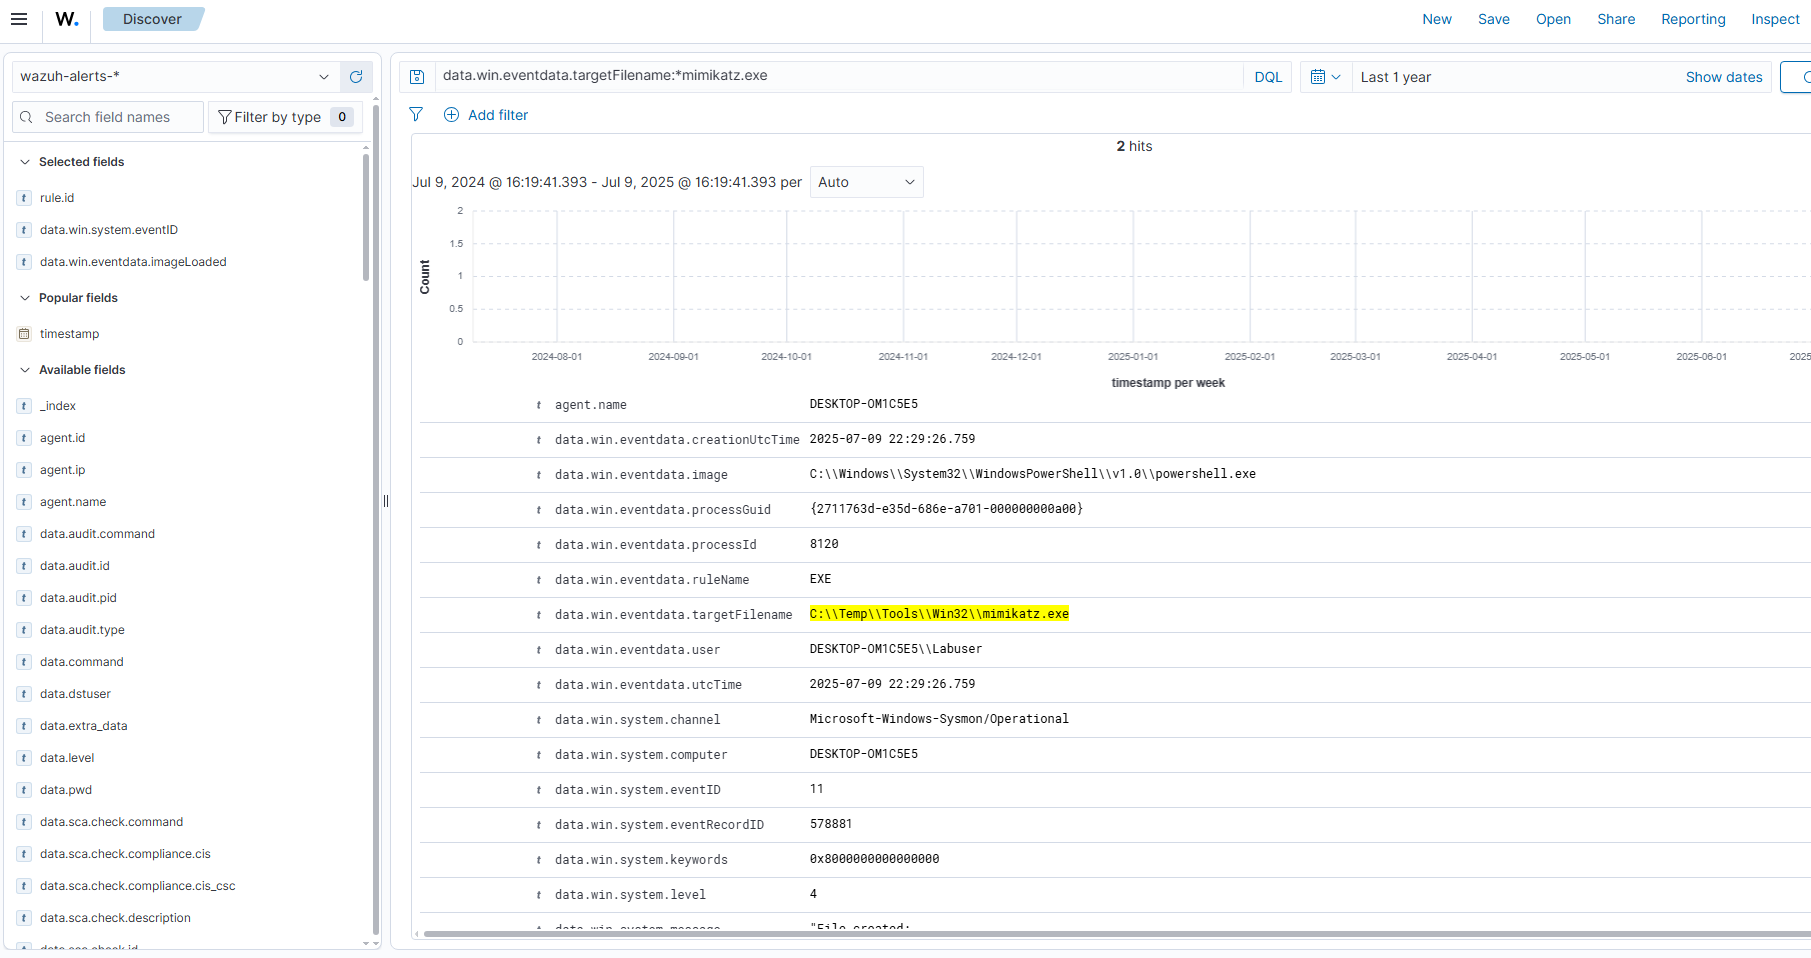 W. Discover New Save Open Share Reporting Inspect
wazuh-alerts-*
data.win.eventdata.targetFilename:*mimikatz.exe DQL Last 1 year Show dates
Search field names Filter by type 0
Add filter
Selected fields
rule.id
data.win.system.eventID
data.win.eventdata.imageLoaded
Popular fields
timestamp
Available fields
_index
agent.id
agent.ip
agent.name
data.audit.command
data.audit.id
data.audit.pid
data.audit.type
data.command
data.dstuser
data.extra_data
data.level
data.pwd
data.sca.check.command
data.sca.check.compliance.cis
data.sca.check.compliance.cis_csc
data.sca.check.description
data.sca.check.id
2 hits
Jul 9, 2024 @ 16:19:41.393 - Jul 9, 2025 @ 16:19:41.393 per Auto
Count
2
1.5
1
0.5
0
2024-08-01 2024-09-01 2024-10-01 2024-11-01 2024-12-01 2025-01-01 2025-02-01 2025-03-01 2025-04-01 2025-05-01 2025-06-01 2025
timestamp per week
t agent.name DESKTOP-OM1C5E5
t data.win.eventdata.creationUtcTime 2025-07-09 22:29:26.759
t data.win.eventdata.image C:\\Windows\\System32\\WindowsPowerShell\\v1.0\\powershell.exe
t data.win.eventdata.processGuid {2711763d-e35d-686e-a701-000000000a00}
t data.win.eventdata.processId 8120
t data.win.eventdata.ruleName EXE
t data.win.eventdata.targetFilename C:\\Temp\\Tools\\Win32\\mimikatz.exe
t data.win.eventdata.user DESKTOP-OM1C5E5\\Labuser
t data.win.eventdata.utcTime 2025-07-09 22:29:26.759
t data.win.system.channel Microsoft-Windows-Sysmon/Operational
t data.win.system.computer DESKTOP-OM1C5E5
t data.win.system.eventID 11
t data.win.system.eventRecordID 578881
t data.win.system.keywords 0x8000000000000000
t data.win.system.level 4
t data.win.system.message "File created: